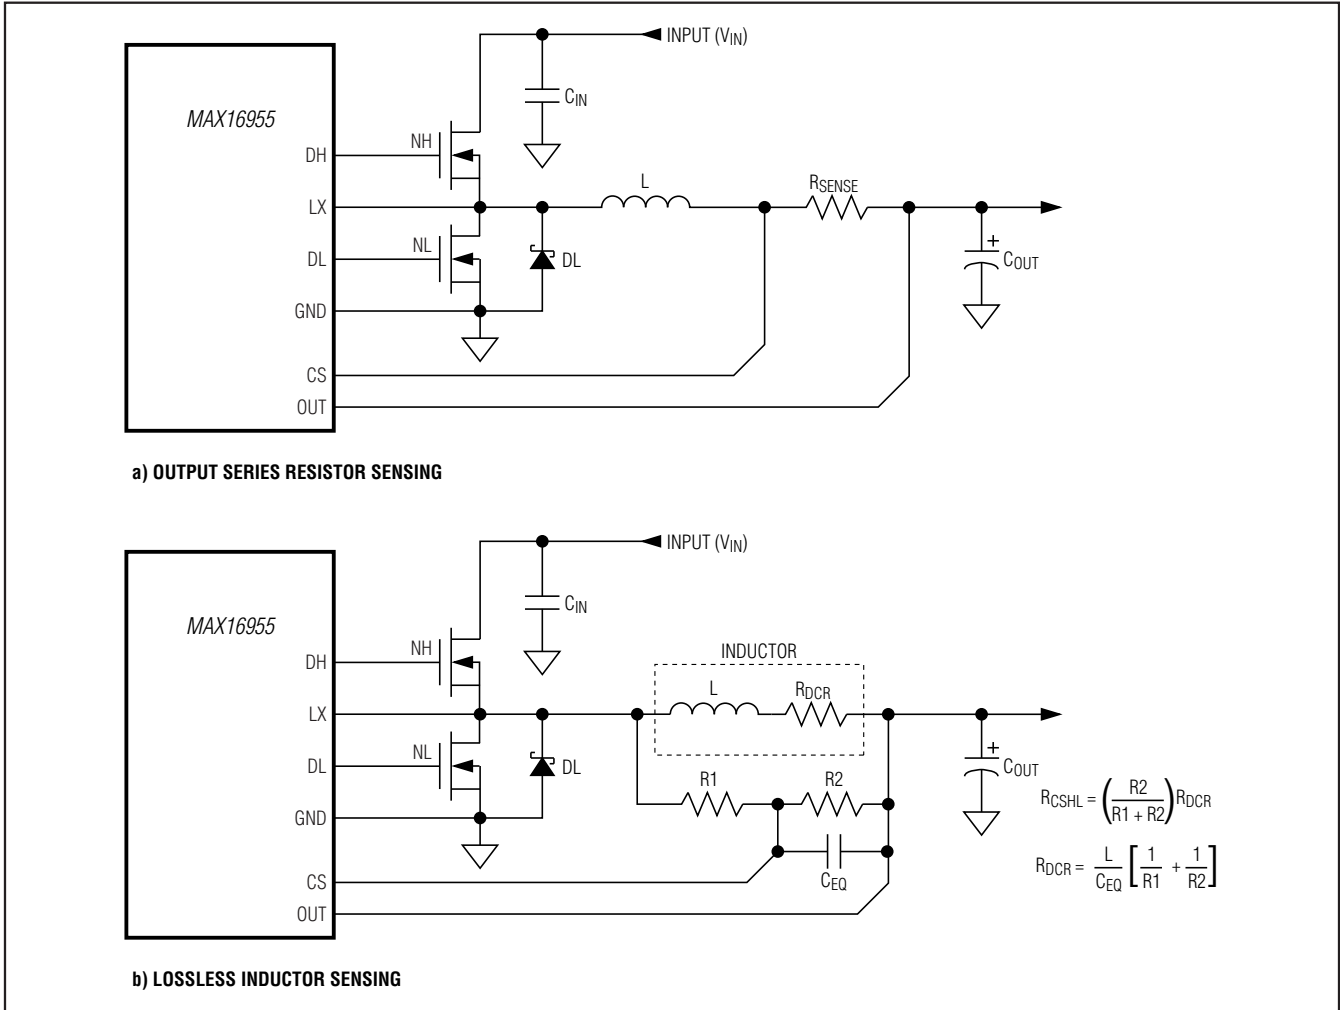 INPUT (VIN)
MAX16955
CIN
NH
DH
L
RSENSE
LX
NL
DL
DL
+
COUT
GND
CS
OUT
a) OUTPUT SERIES RESISTOR SENSING
INPUT (VIN)
MAX16955
CIN
NH
DH
INDUCTOR
L
RDCR
LX
NL
DL
DL
+
COUT
R1
R2
RCSHL = (R2 / (R1 + R2)) RDCR
GND
CEQ
RDCR = L / CEQ [1 / R1 + 1 / R2]
CS
OUT
b) LOSSLESS INDUCTOR SENSING